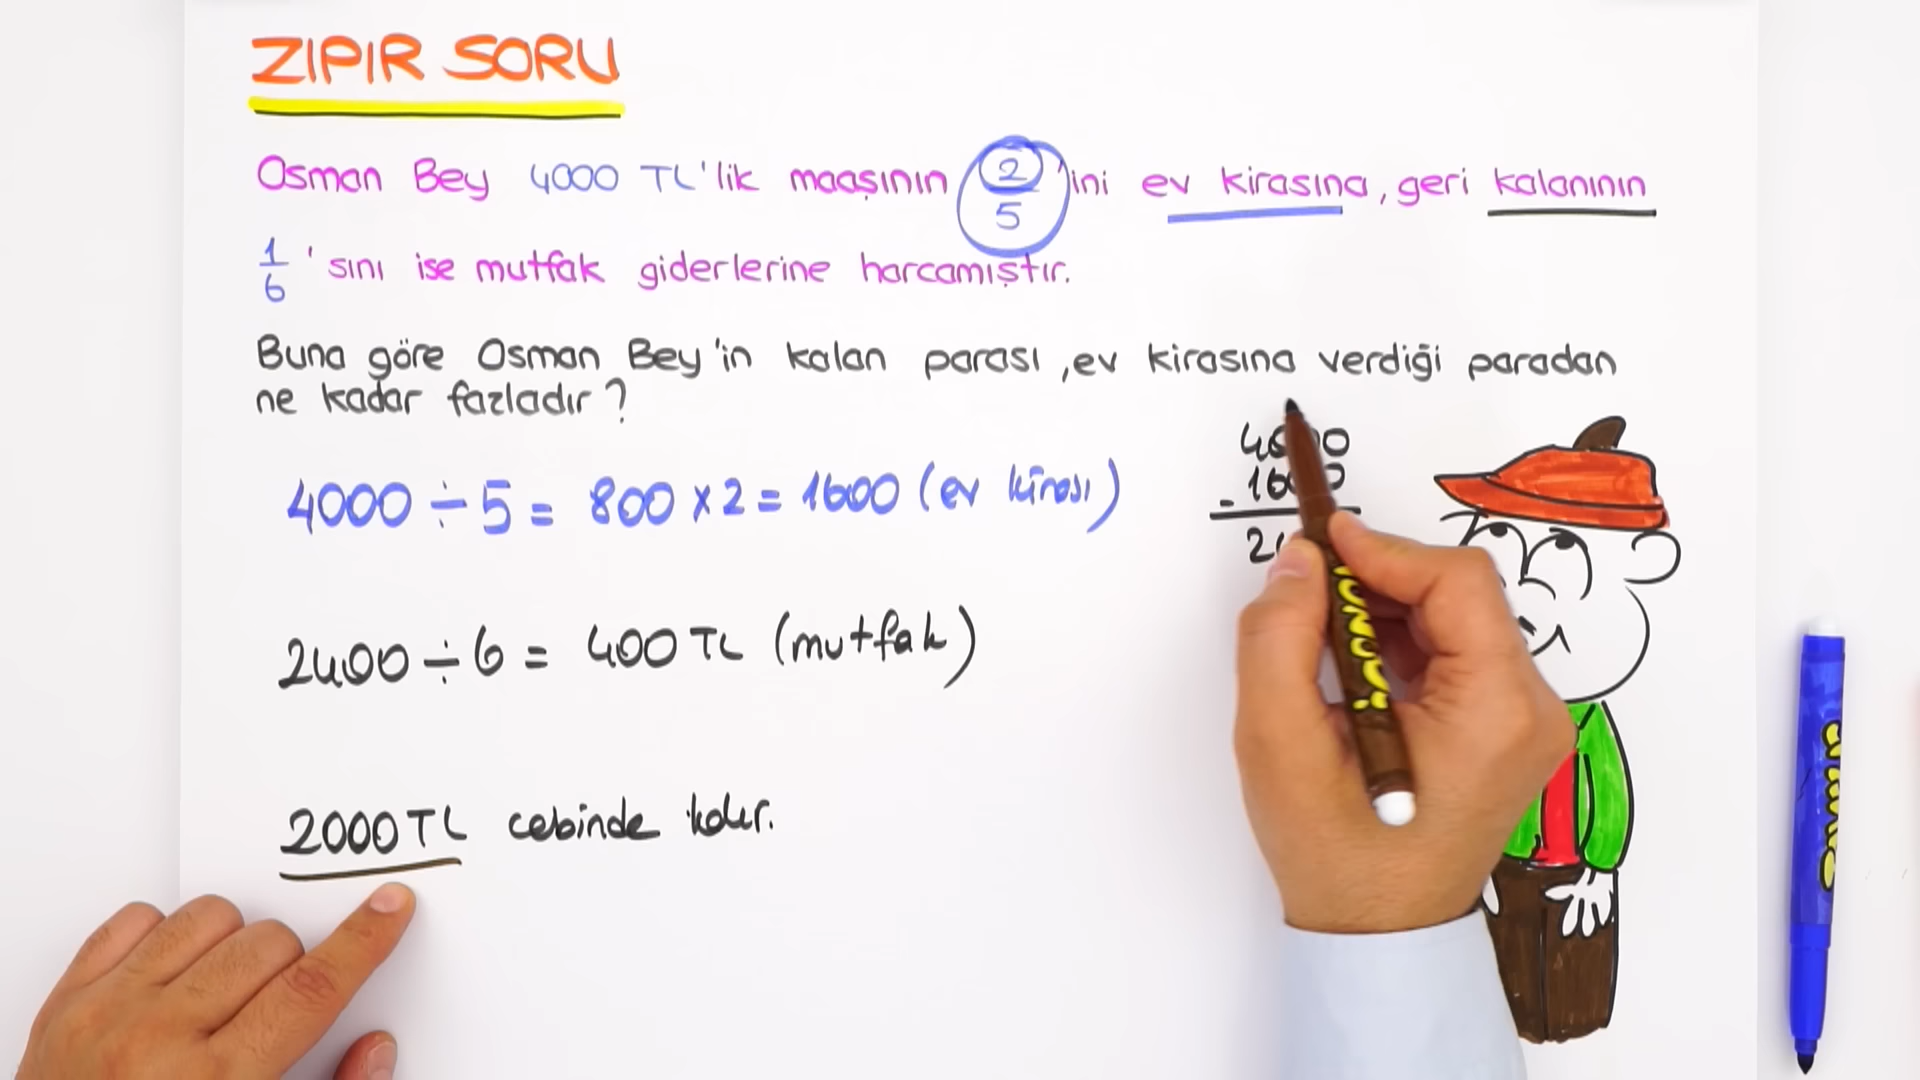 ZIPIR SORU
Osman Bey 4000 TL'lik maaşının 2/5'ini ev kirasına, geri kalanının
1/6'sını ise mutfak giderlerine harcamıştır.
Buna göre Osman Bey'in kalan parası, ev kirasına verdiği paradan
ne kadar fazladır?
4000 ÷ 5 = 800 x 2 = 1600 (ev kirası)
2400 ÷ 6 = 400 TL (mutfak)
2000 TL cebinde kalır.